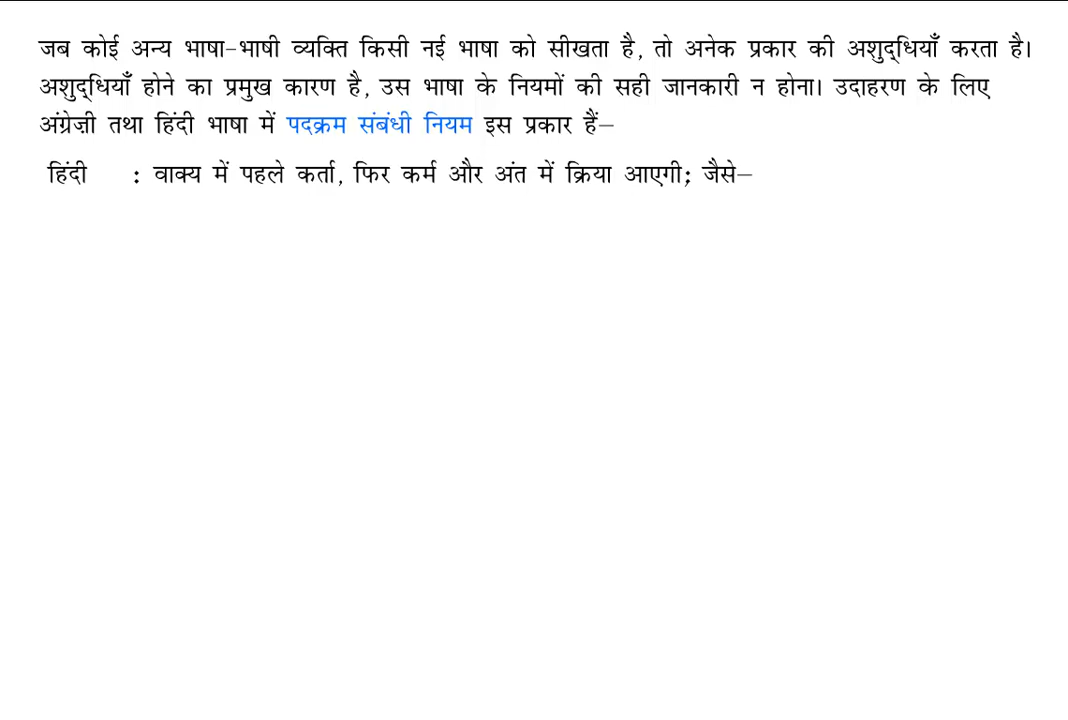 जब कोई अन्य भाषा-भाषी व्यक्ति किसी नई भाषा को सीखता है, तो अनेक प्रकार की अशुद्धियाँ करता है।
अशुद्धियाँ होने का प्रमुख कारण है, उस भाषा के नियमों की सही जानकारी न होना। उदाहरण के लिए
अंग्रेज़ी तथा हिंदी भाषा में पदक्रम संबंधी नियम इस प्रकार हैं–
हिंदी : वाक्य में पहले कर्ता, फिर कर्म और अंत में क्रिया आएगी; जैसे–